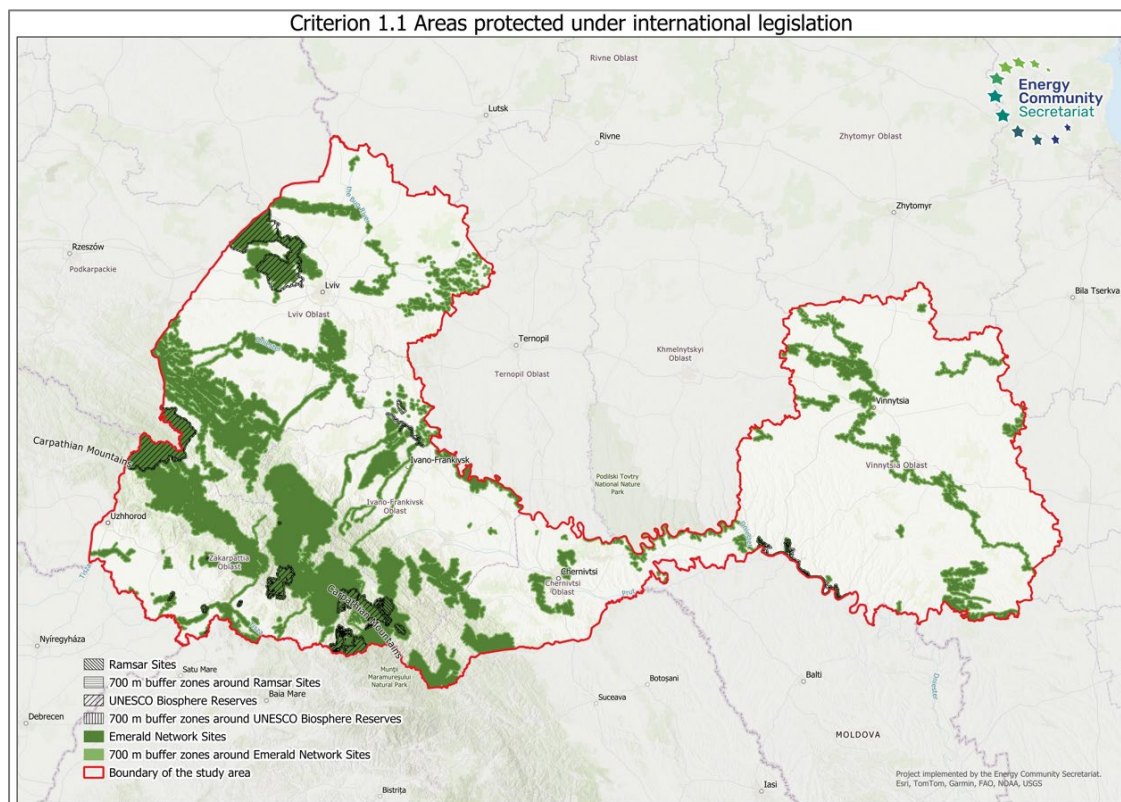 Criterion 1.1 Areas protected under international legislation
Energy
Community
Secretariat
Rivne Oblast
Lutsk
Rivne
Zhytomyr Oblast
Zhytomyr
Rzeszów
Podkarpackie
Lviv
Lviv Oblast
Bila Tserkva
Ternopil
Khmelnytskyi
Oblast
Ternopil Oblast
Vinnytsia
Carpathian Mountains
Ivano-Frankivsk
Vinnytsia Oblast
Podilski Tovtry
National Nature
Park
Ivano-Frankivsk
Oblast
Uzhhorod
Zakarpattia
Oblast
Chernivtsi
Chernivtsi
Oblast
Carpathian Mountains
Nyíregyháza
Satu Mare
Munții
Maramureșului
Natural Park
Baia Mare
Botoșani
Suceava
Balti
Dniester
Debrecen
MOLDOVA
Iasi
Bistrița
Ramsar Sites
700 m buffer zones around Ramsar Sites
UNESCO Biosphere Reserves
700 m buffer zones around UNESCO Biosphere Reserves
Emerald Network Sites
700 m buffer zones around Emerald Network Sites
Boundary of the study area
Project implemented by the Energy Community Secretariat.
Esri, TomTom, Garmin, FAO, NOAA, USGS